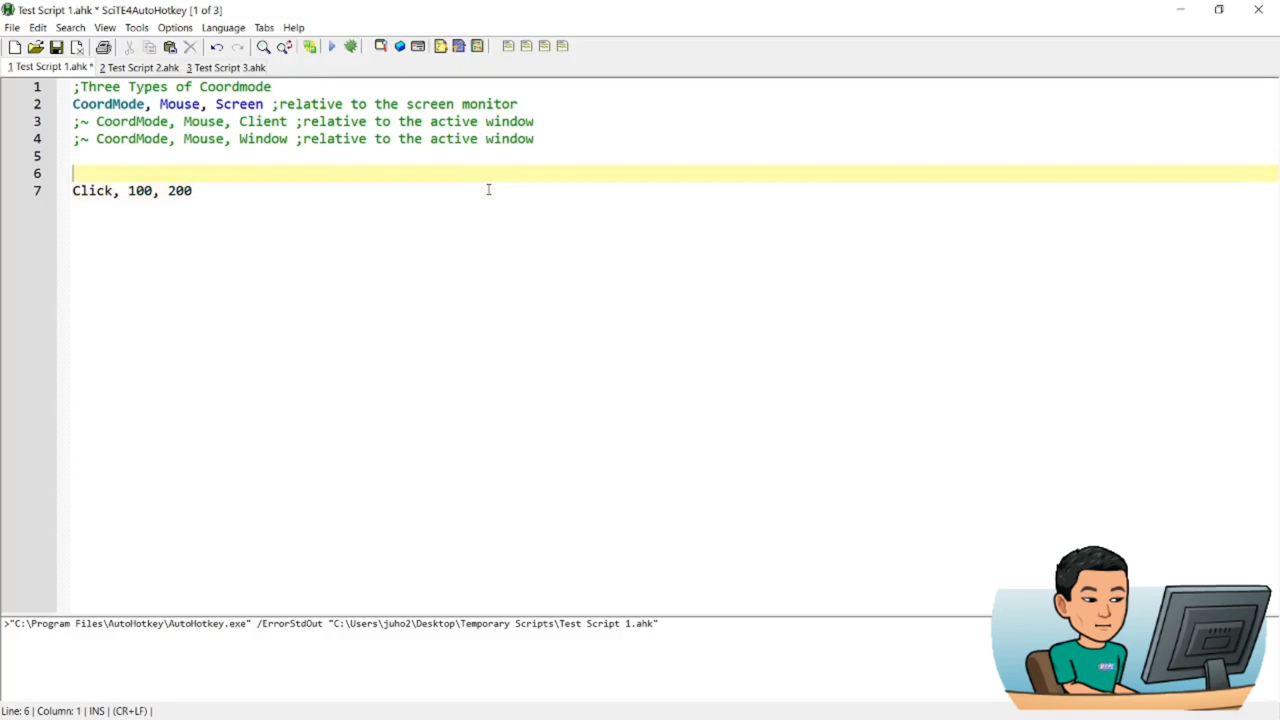 Test Script 1.ahk * SciTE4AutoHotkey [1 of 3]
File Edit Search View Tools Options Language Tabs Help
1 Test Script 1.ahk * 2 Test Script 2.ahk 3 Test Script 3.ahk
1 ;Three Types of Coordmode
2 CoordMode, Mouse, Screen ;relative to the screen monitor
3 ;~ CoordMode, Mouse, Client ;relative to the active window
4 ;~ CoordMode, Mouse, Window ;relative to the active window
5
6
7 Click, 100, 200
>"C:\Program Files\AutoHotkey\AutoHotkey.exe" /ErrorStdOut "C:\Users\juho2\Desktop\Temporary Scripts\Test Script 1.ahk"
Line: 6 | Column: 1 | INS | (CR+LF) |